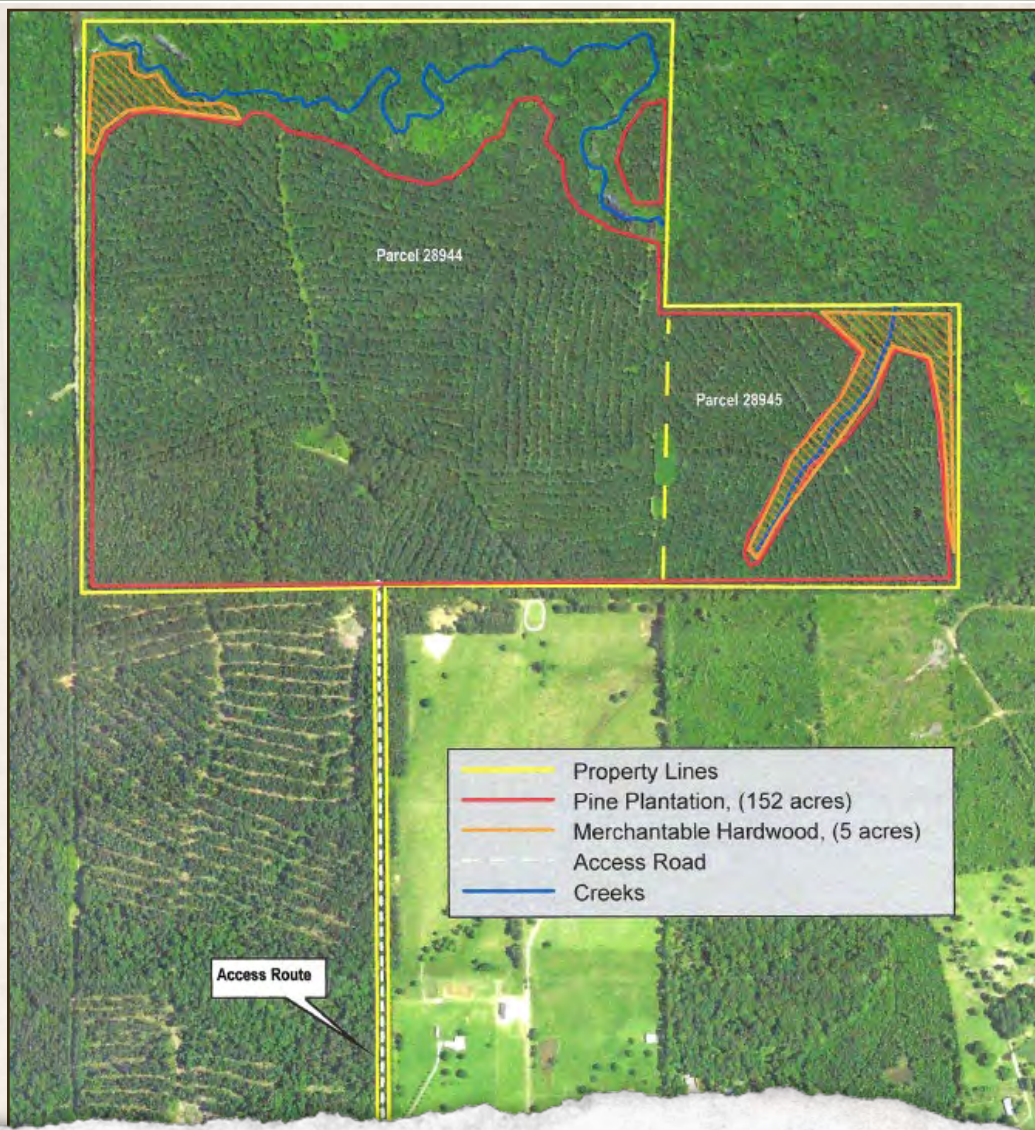 Parcel 28944
Parcel 28945
Property Lines
Pine Plantation, (152 acres)
Merchantable Hardwood, (5 acres)
Access Road
Creeks
Access Route